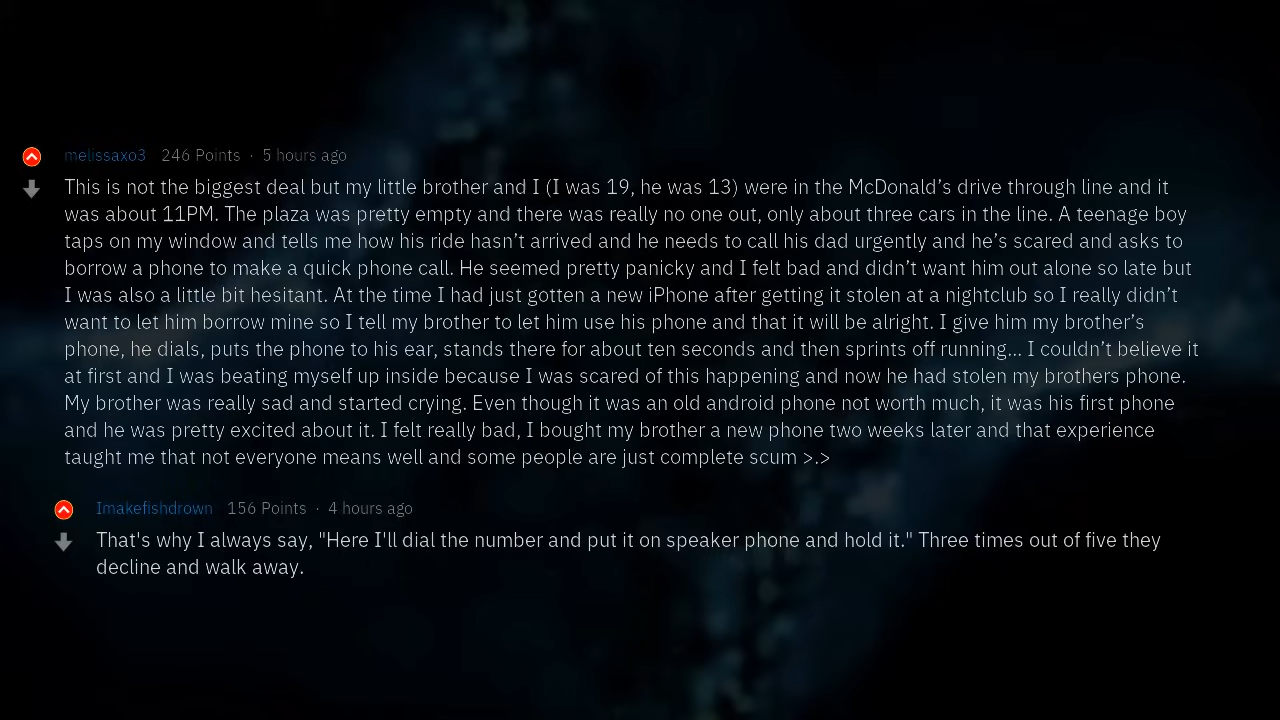 melissaxo3 246 Points · 5 hours ago
This is not the biggest deal but my little brother and I (I was 19, he was 13) were in the McDonald’s drive through line and it
was about 11PM. The plaza was pretty empty and there was really no one out, only about three cars in the line. A teenage boy
taps on my window and tells me how his ride hasn’t arrived and he needs to call his dad urgently and he’s scared and asks to
borrow a phone to make a quick phone call. He seemed pretty panicky and I felt bad and didn’t want him out alone so late but
I was also a little bit hesitant. At the time I had just gotten a new iPhone after getting it stolen at a nightclub so I really didn’t
want to let him borrow mine so I tell my brother to let him use his phone and that it will be alright. I give him my brother’s
phone, he dials, puts the phone to his ear, stands there for about ten seconds and then sprints off running... I couldn’t believe it
at first and I was beating myself up inside because I was scared of this happening and now he had stolen my brothers phone.
My brother was really sad and started crying. Even though it was an old android phone not worth much, it was his first phone
and he was pretty excited about it. I felt really bad, I bought my brother a new phone two weeks later and that experience
taught me that not everyone means well and some people are just complete scum >.>
Imakefishdrown 156 Points · 4 hours ago
That's why I always say, "Here I'll dial the number and put it on speaker phone and hold it." Three times out of five they
decline and walk away.